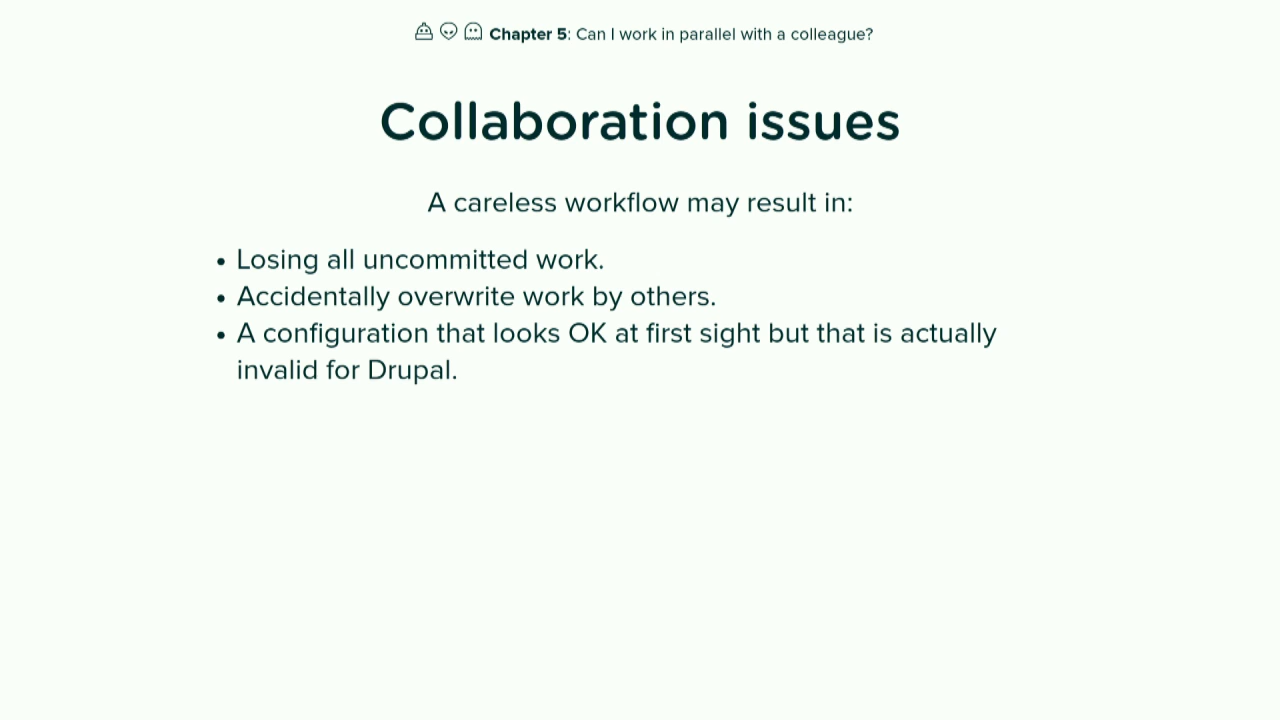 Chapter 5: Can I work in parallel with a colleague?
Collaboration issues
A careless workflow may result in:
• Losing all uncommitted work.
• Accidentally overwrite work by others.
• A configuration that looks OK at first sight but that is actually
invalid for Drupal.